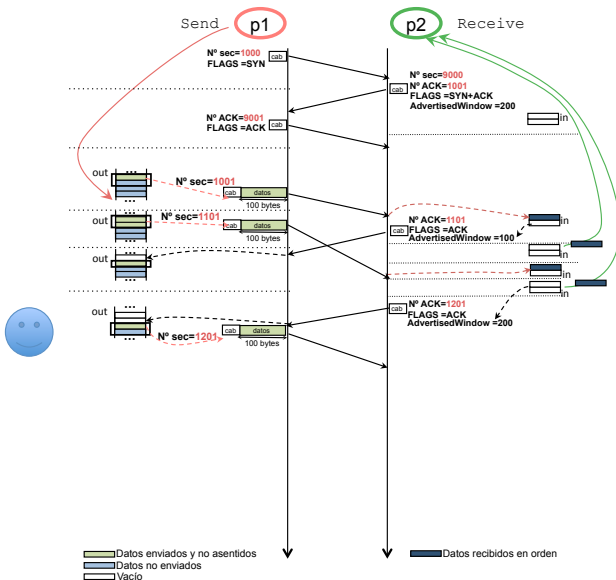 Send
p1
p2
Receive
Nº sec=1000
FLAGS =SYN
cab
Nº sec=9000
Nº ACK=1001
FLAGS =SYN+ACK
AdvertisedWindow =200
cab
in
Nº ACK=9001
FLAGS =ACK
cab
out
...
...
Nº sec=1001
cab
datos
100 bytes
out
Nº sec=1101
cab
datos
100 bytes
Nº ACK=1101
FLAGS =ACK
AdvertisedWindow =100
cab
in
in
out
...
in
in
Nº ACK=1201
FLAGS =ACK
AdvertisedWindow =200
cab
out
...
Nº sec=1201
cab
datos
100 bytes
Datos enviados y no asentidos
Datos no enviados
Vacío
Datos recibidos en orden